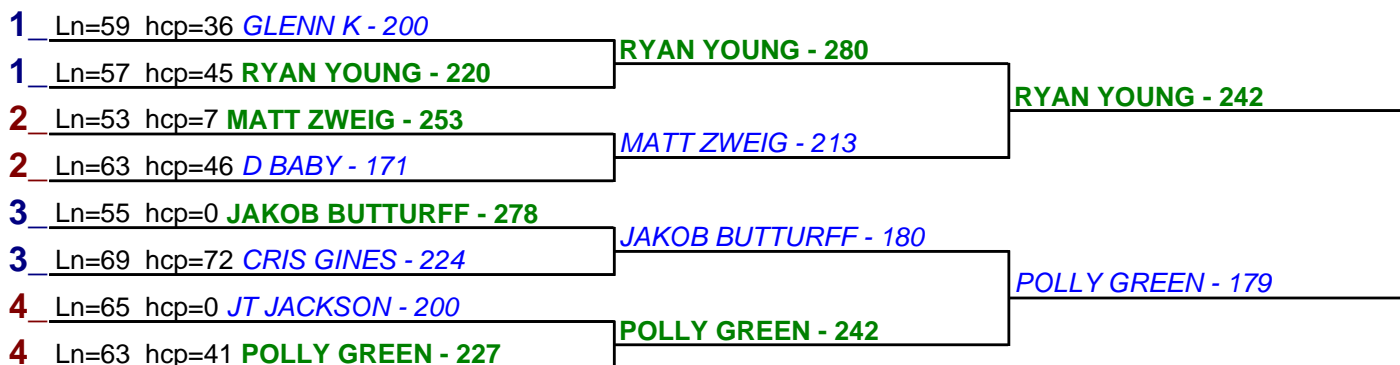 1_ Ln=59 hcp=36 GLENN K - 200
RYAN YOUNG - 280
1_ Ln=57 hcp=45 RYAN YOUNG - 220
RYAN YOUNG - 242
2_ Ln=53 hcp=7 MATT ZWEIG - 253
MATT ZWEIG - 213
2_ Ln=63 hcp=46 D BABY - 171
3_ Ln=55 hcp=0 JAKOB BUTTURFF - 278
JAKOB BUTTURFF - 180
3_ Ln=69 hcp=72 CRIS GINES - 224
POLLY GREEN - 179
4_ Ln=65 hcp=0 JT JACKSON - 200
POLLY GREEN - 242
4 Ln=63 hcp=41 POLLY GREEN - 227